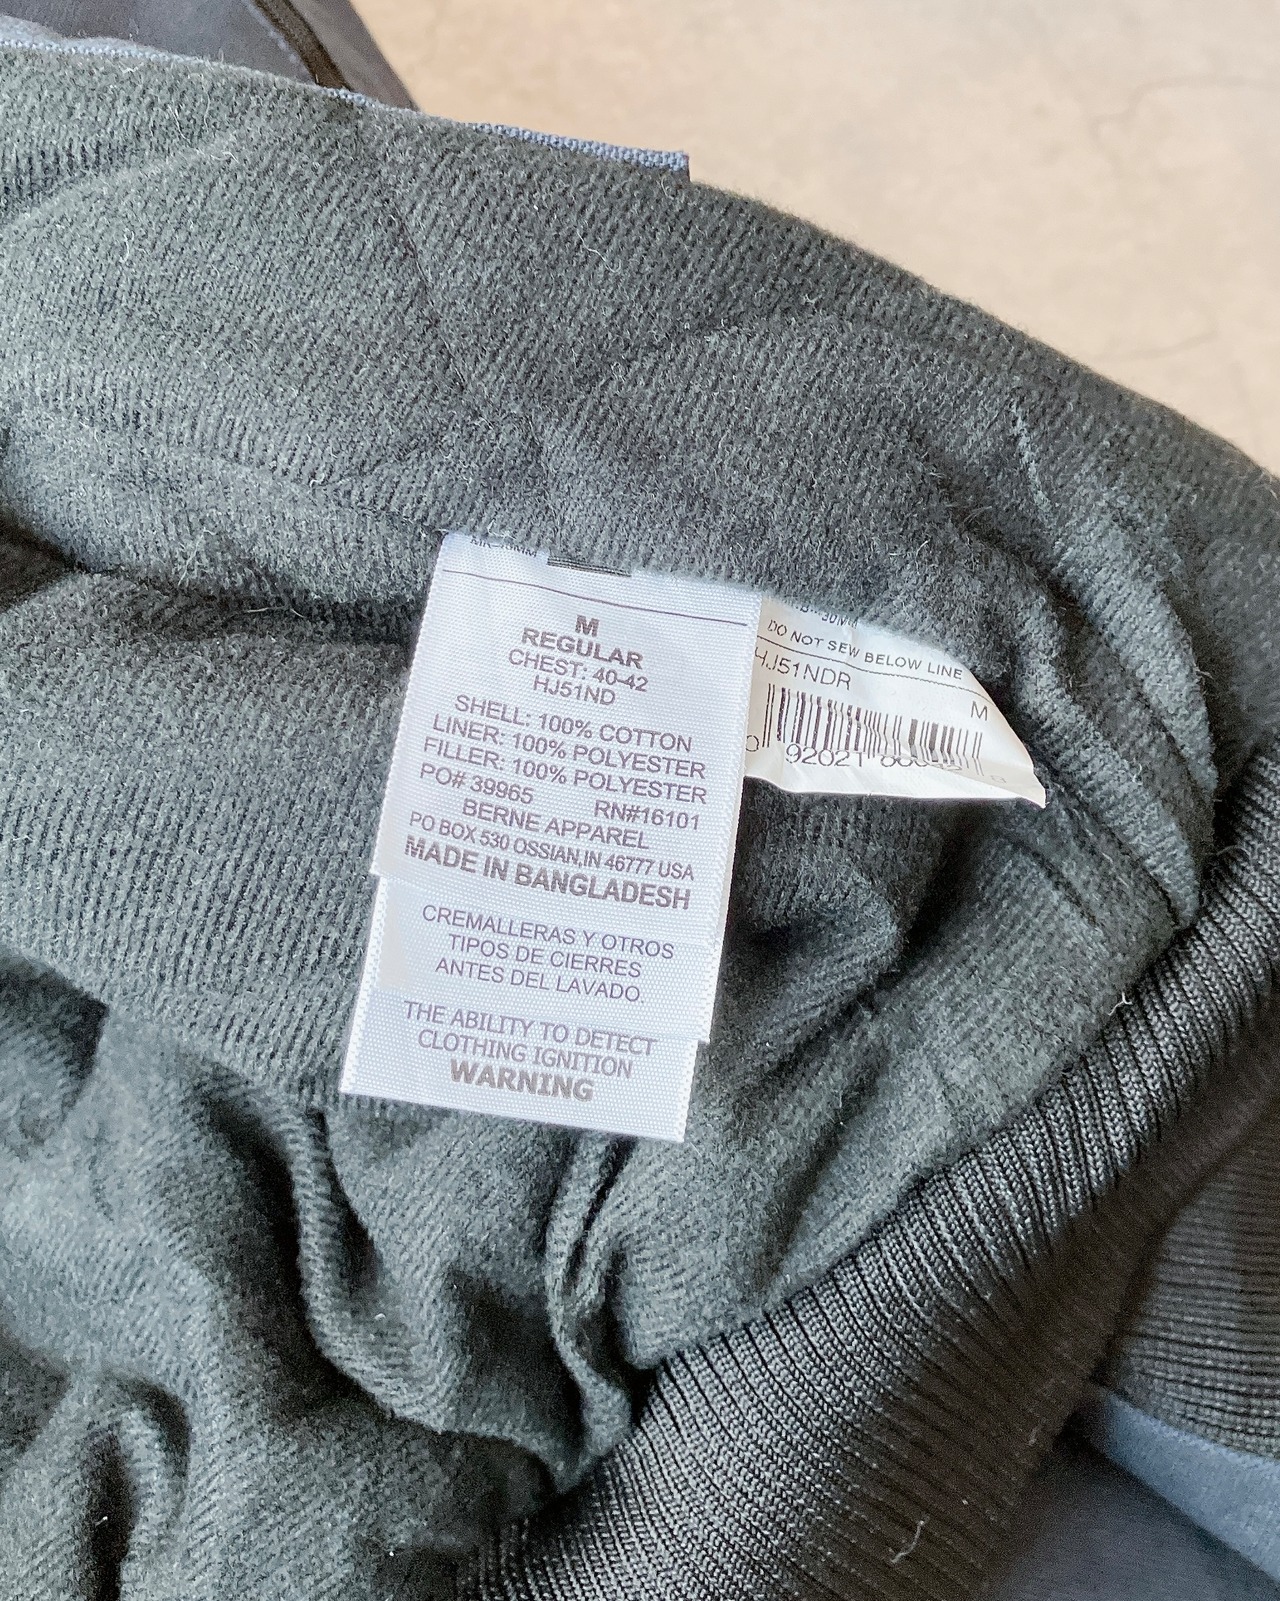 M
REGULAR
CHEST: 40-42
HJ51ND
SHELL: 100% COTTON
LINER: 100% POLYESTER
FILLER: 100% POLYESTER
PO# 39965 RN#16101
BERNE APPAREL
PO BOX 530 OSSIAN,IN 46777 USA
MADE IN BANGLADESH
CREMALLERAS Y OTROS
TIPOS DE CIERRES
ANTES DEL LAVADO.
THE ABILITY TO DETECT
CLOTHING IGNITION
WARNING
DO NOT SEW BELOW LINE
HJ51NDR
M
0 92021